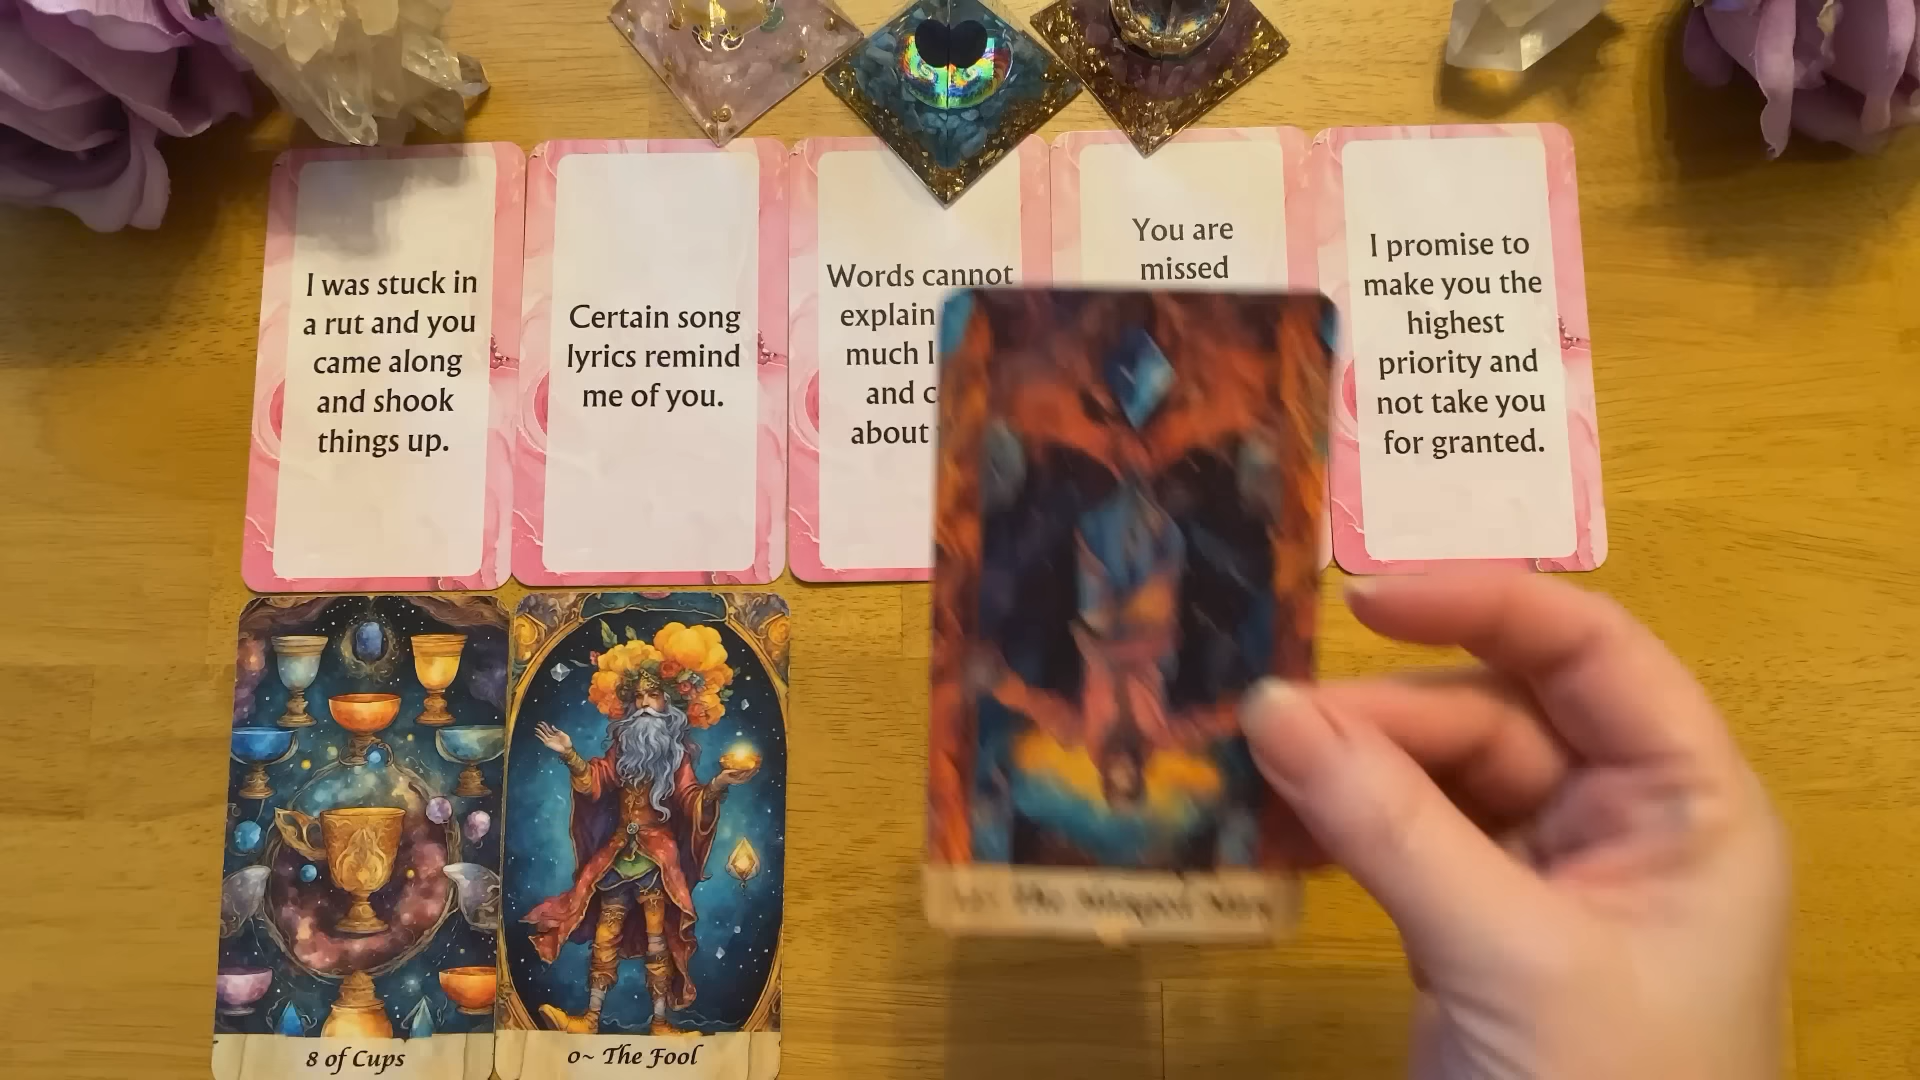 I was stuck in
a rut and you
came along
and shook
things up.
Certain song
lyrics remind
me of you.
Words cannot
explain
much I
and c
about
You are
missed
I promise to
make you the
highest
priority and
not take you
for granted.
8 of Cups
0~ The Fool